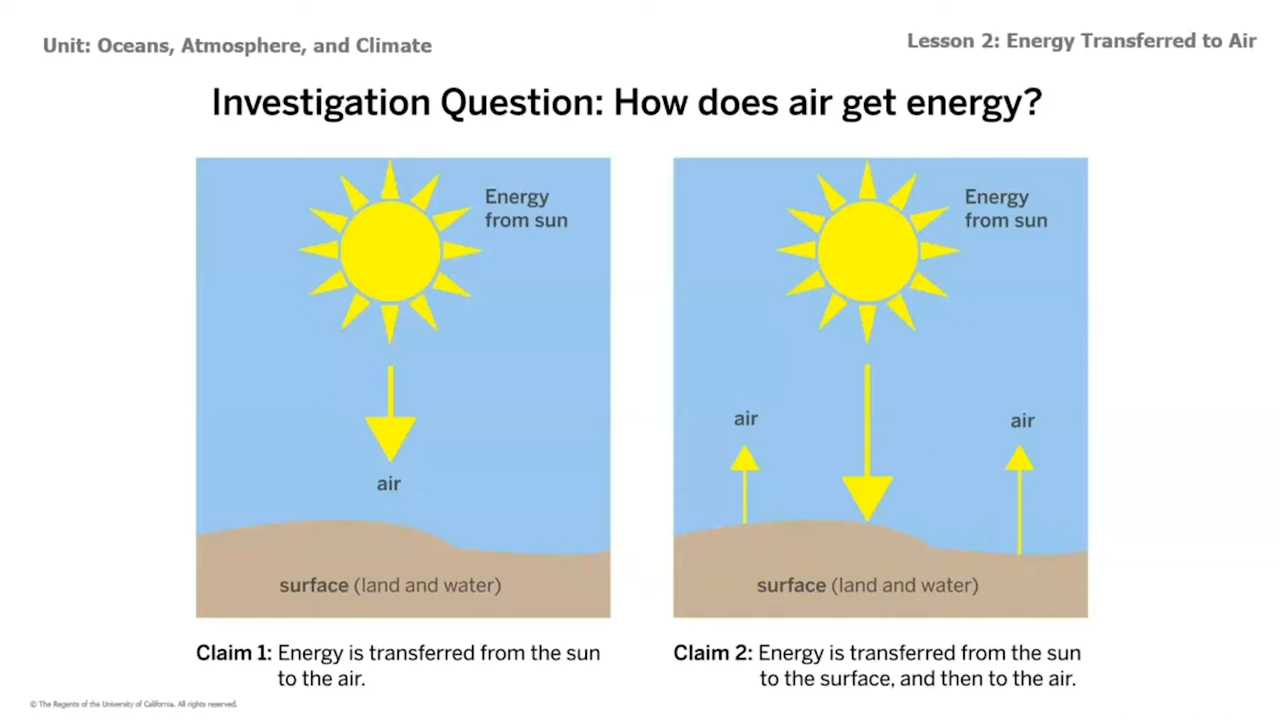 Unit: Oceans, Atmosphere, and Climate
Lesson 2: Energy Transferred to Air
Investigation Question: How does air get energy?
Energy
from sun
air
surface (land and water)
Claim 1: Energy is transferred from the sun
to the air.
Energy
from sun
air
air
surface (land and water)
Claim 2: Energy is transferred from the sun
to the surface, and then to the air.
© The Regents of the University of California. All rights reserved.